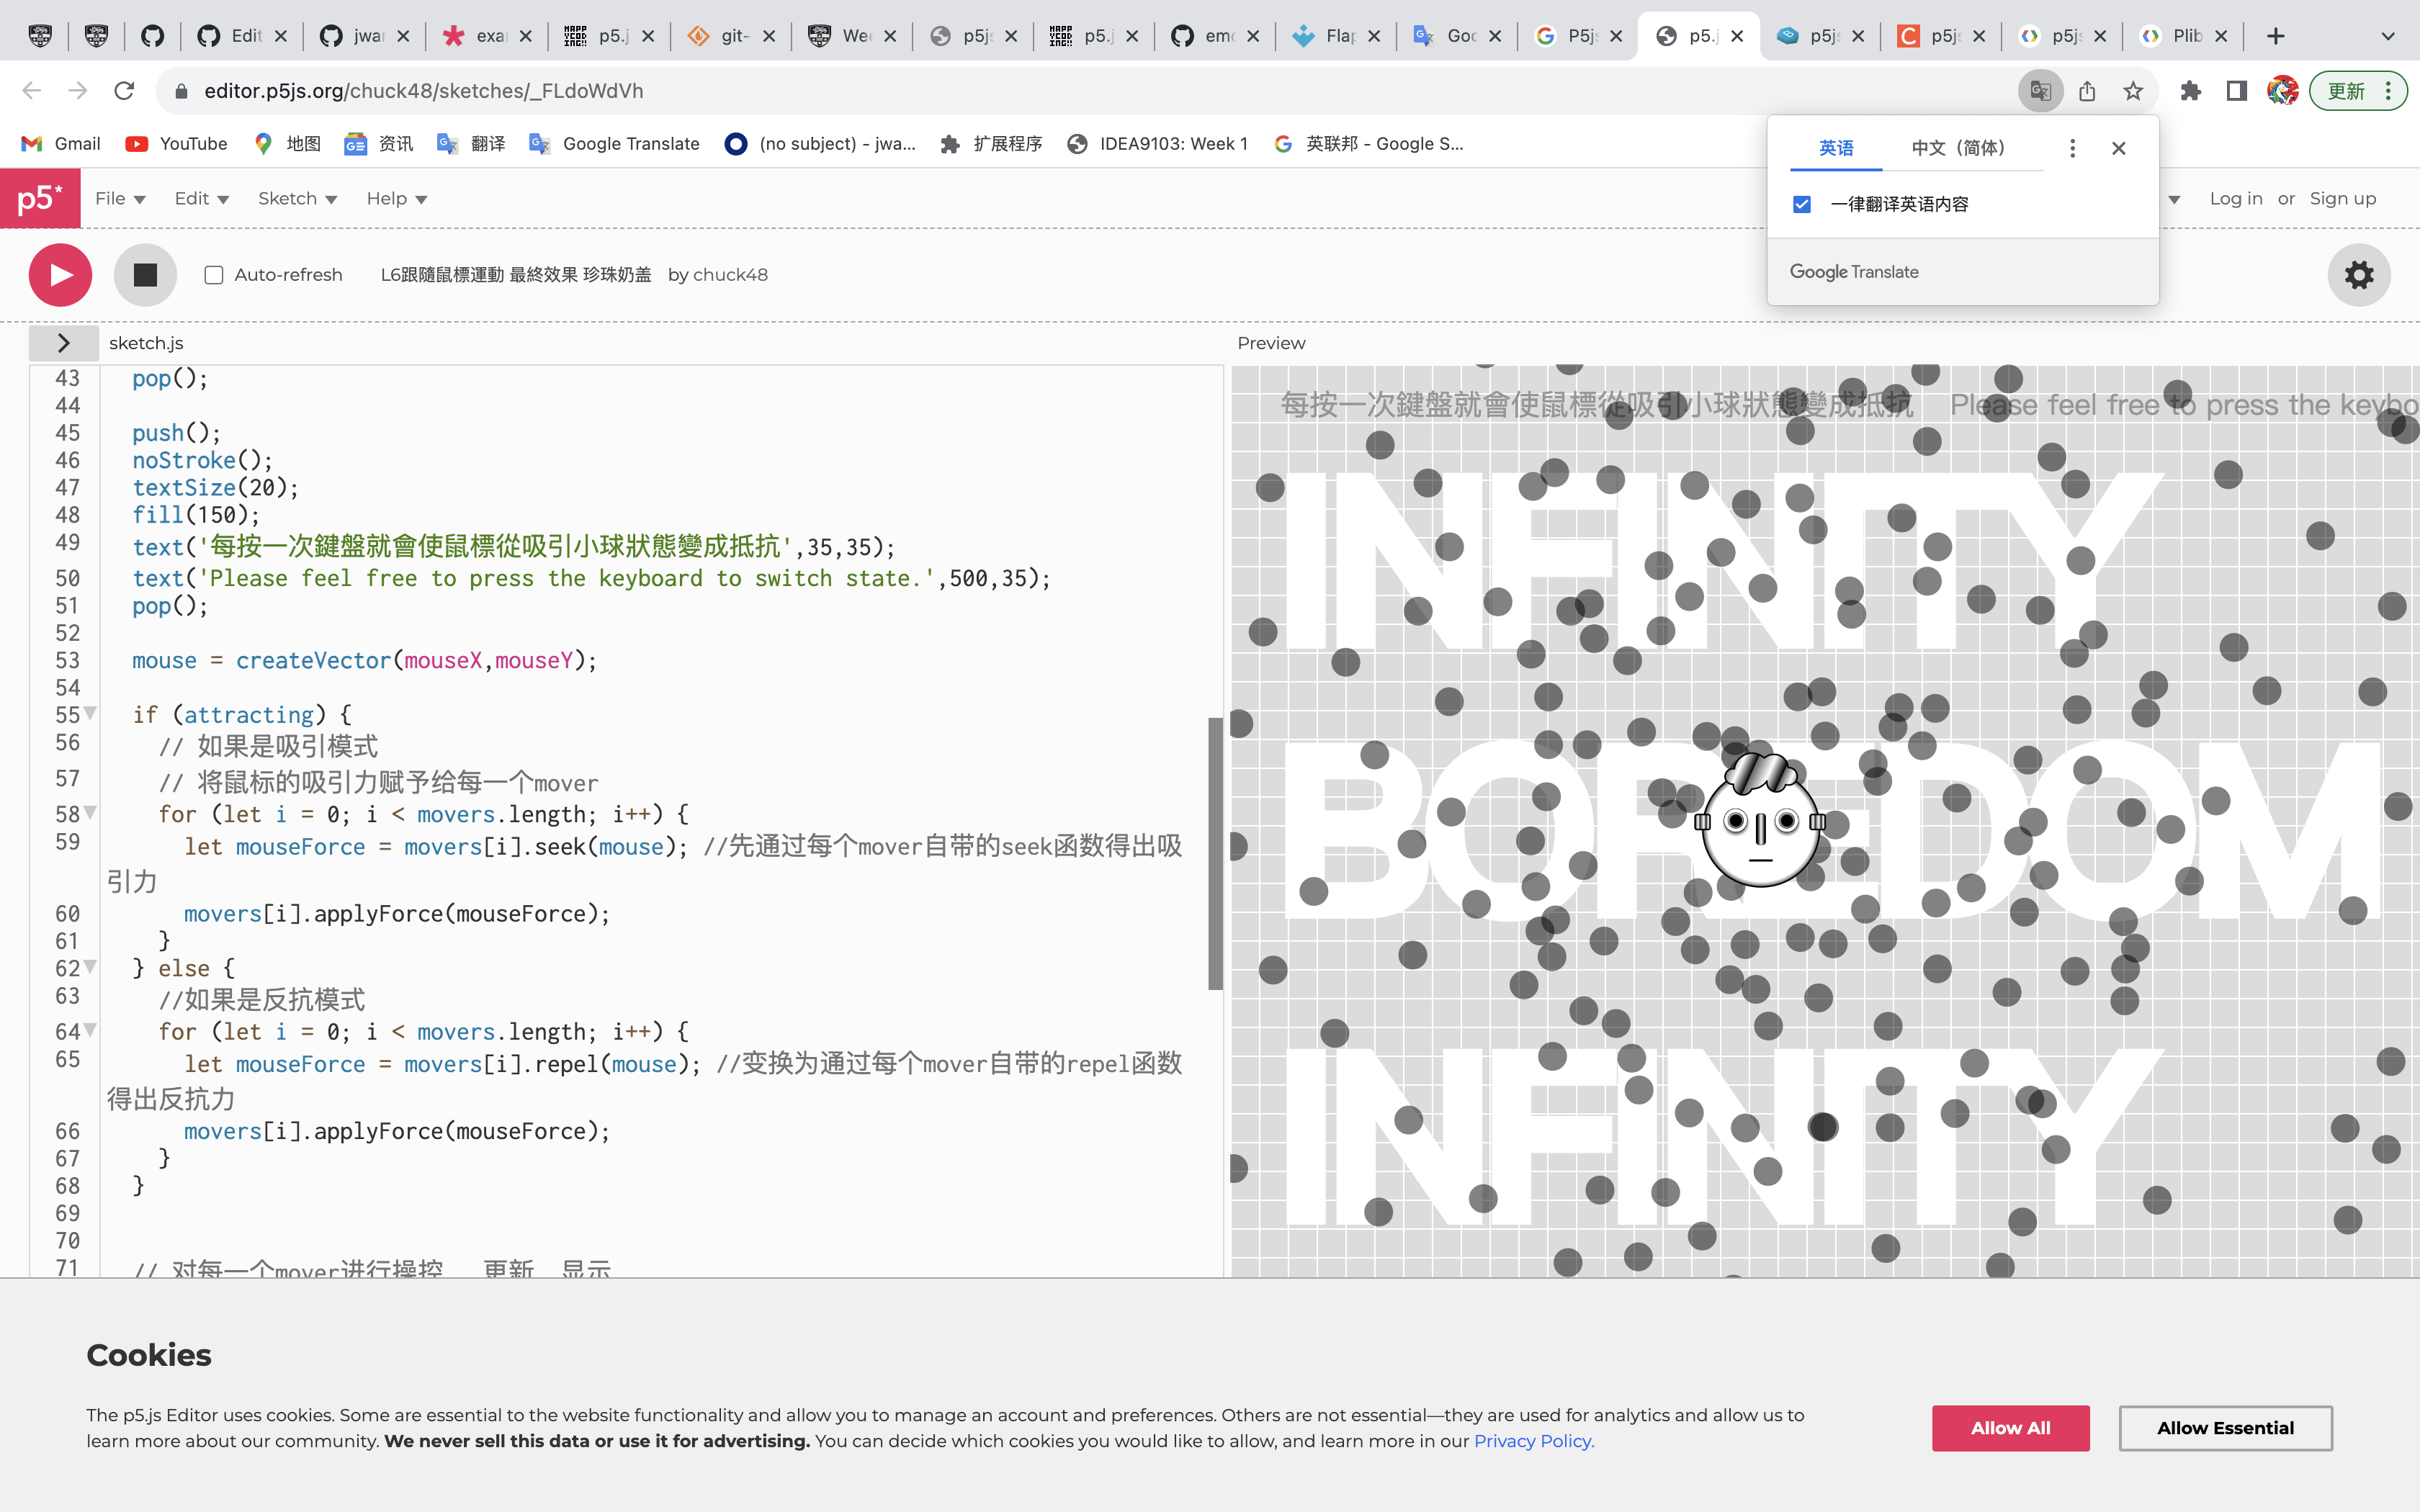 Edit
jwar
exa
p5.j
git-
We
p5js
p5.j
em
Flap
Goo
P5js
p5.j
p5js
p5js
p5js
Plib
editor.p5js.org/chuck48/sketches/_FLdoWdVh
更新
Gmail
YouTube
地图
资讯
翻译
Google Translate
(no subject) - jwa...
扩展程序
IDEA9103: Week 1
英联邦 - Google S...
英语
中文（简体）
一律翻译英语内容
Google Translate
p5*
File
Edit
Sketch
Help
Log in or Sign up
Auto-refresh
L6跟隨鼠標運動 最終效果 珍珠奶盖 by chuck48
sketch.js
Preview
43 pop();
44
45 push();
46 noStroke();
47 textSize(20);
48 fill(150);
49 text('每按一次鍵盤就會使鼠標從吸引小球狀態變成抵抗',35,35);
50 text('Please feel free to press the keyboard to switch state.',500,35);
51 pop();
52
53 mouse = createVector(mouseX,mouseY);
54
55 if (attracting) {
56 // 如果是吸引模式
57 // 将鼠标的吸引力赋予给每一个mover
58 for (let i = 0; i < movers.length; i++) {
59 let mouseForce = movers[i].seek(mouse); //先通过每个mover自带的seek函数得出吸
引力
60 movers[i].applyForce(mouseForce);
61 }
62 } else {
63 //如果是反抗模式
64 for (let i = 0; i < movers.length; i++) {
65 let mouseForce = movers[i].repel(mouse); //变换为通过每个mover自带的repel函数
得出反抗力
66 movers[i].applyForce(mouseForce);
67 }
68 }
69
70
71 // 对每一个mover进行操控 更新 显示
每按一次鍵盤就會使鼠標從吸引小球狀態變成抵抗 Please feel free to press the keybo
INFINITY
BOREDOM
INFINITY
Cookies
The p5.js Editor uses cookies. Some are essential to the website functionality and allow you to manage an account and preferences. Others are not essential—they are used for analytics and allow us to
learn more about our community. We never sell this data or use it for advertising. You can decide which cookies you would like to allow, and learn more in our Privacy Policy.
Allow All
Allow Essential